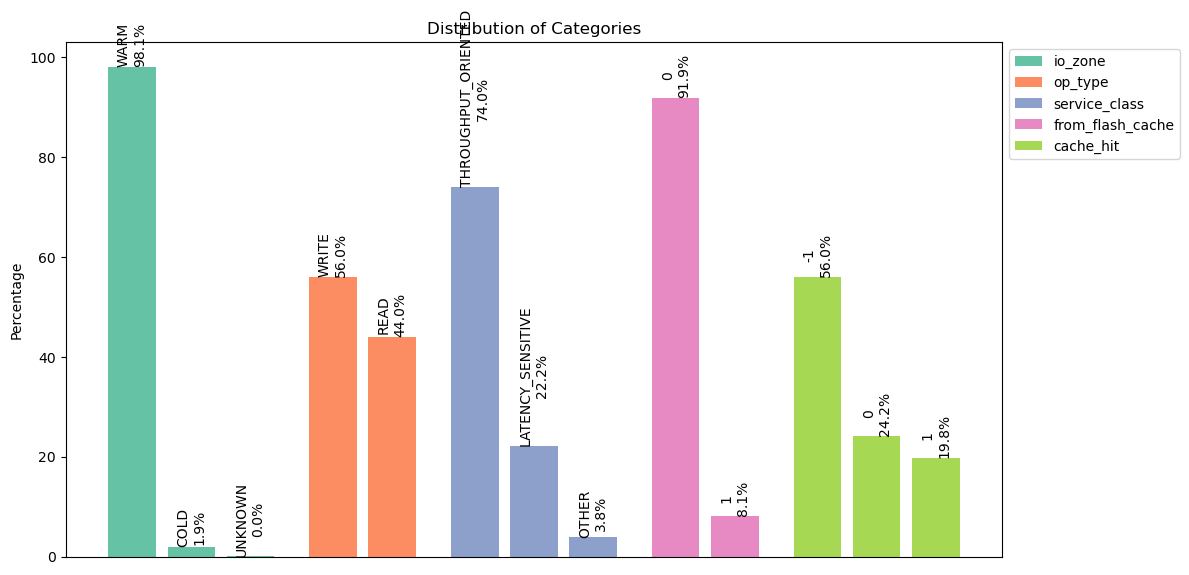 Distribution of Categories
Percentage
100
80
60
40
20
0
WARM
98.1%
COLD
1.9%
UNKNOWN
0.0%
WRITE
56.0%
READ
44.0%
THROUGHPUT_ORIENTED
74.0%
LATENCY_SENSITIVE
22.2%
OTHER
3.8%
0
91.9%
1
8.1%
-1
56.0%
0
24.2%
1
19.8%
io_zone
op_type
service_class
from_flash_cache
cache_hit